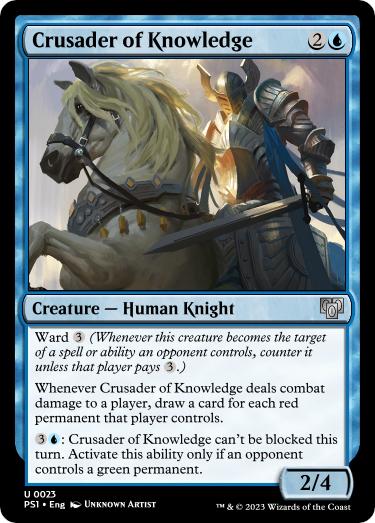 Crusader of Knowledge 2
Creature — Human Knight
Ward 3 (Whenever this creature becomes the target
of a spell or ability an opponent controls, counter it
unless that player pays 3.)
Whenever Crusader of Knowledge deals combat
damage to a player, draw a card for each red
permanent that player controls.
3: Crusader of Knowledge can't be blocked this
turn. Activate this ability only if an opponent
controls a green permanent.
2/4
U 0023
PS1 • Eng Unknown Artist
™ & © 2023 Wizards of the Coast